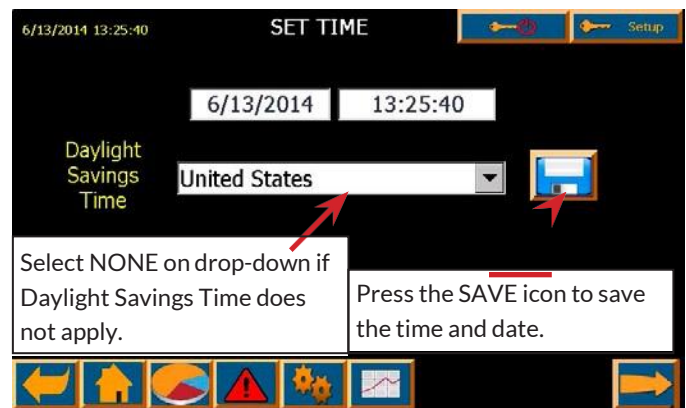 6/13/2014 13:25:40 SET TIME Setup
6/13/2014 13:25:40
Daylight
Savings
Time
United States
Select NONE on drop-down if
Daylight Savings Time does
not apply.
Press the SAVE icon to save
the time and date.